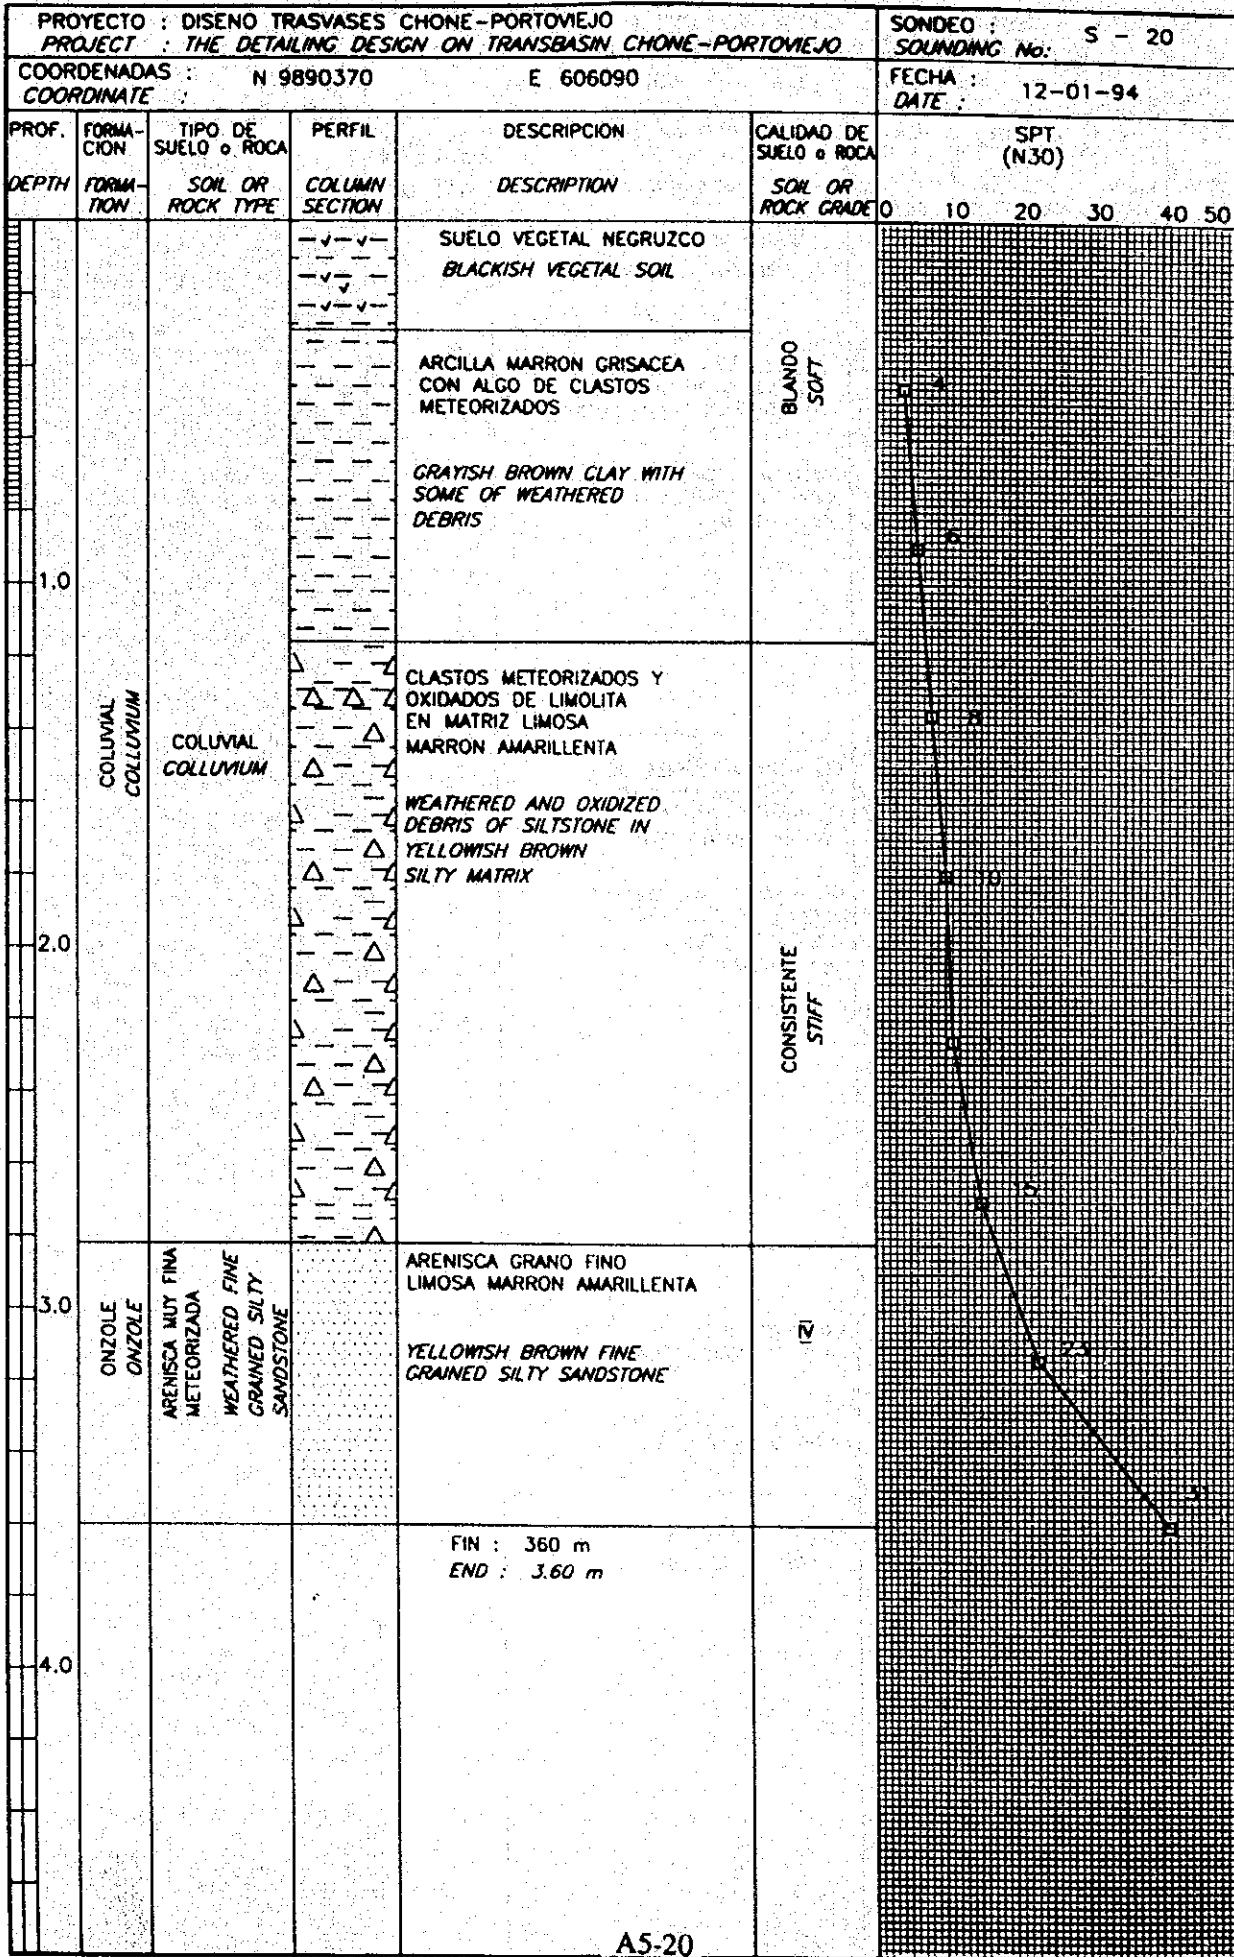 PROYECTO : DISENO TRASVASES CHONE-PORTOVIEJO
PROJECT : THE DETAILING DESIGN ON TRANSBASIN CHONE-PORTOVIEJO
SONDEO : S - 20
SOUNDING No:
COORDENADAS : N 9890370 E 606090
COORDINATE :
FECHA : 12-01-94
DATE :
PROF.
DEPTH
FORMA-
CION
FORMA-
TION
TIPO DE
SUELO o ROCA
SOIL OR
ROCK TYPE
PERFIL
COLUMN
SECTION
DESCRIPCION
DESCRIPTION
CALIDAD DE
SUELO o ROCA
SOIL OR
ROCK GRADE
SPT
(N30)
0 10 20 30 40 50
SUELO VEGETAL NEGRUZCO
BLACKISH VEGETAL SOIL
ARCILLA MARRON GRISACEA
CON ALGO DE CLASTOS
METEORIZADOS
GRAYISH BROWN CLAY WITH
SOME OF WEATHERED
DEBRIS
BLANDO
SOFT
4
6
1.0
COLUVIAL
COLLUVIUM
COLUVIAL
COLLUVIUM
CLASTOS METEORIZADOS Y
OXIDADOS DE LIMOLITA
EN MATRIZ LIMOSA
MARRON AMARILLENTA
WEATHERED AND OXIDIZED
DEBRIS OF SILTSTONE IN
YELLOWISH BROWN
SILTY MATRIX
8
2.0
CONSISTENTE
STIFF
3.0
ONZOLE
ONZOLE
ARENISCA MUY FINA
METEORIZADA
WEATHERED FINE
GRAINED SILTY
SANDSTONE
ARENISCA GRANO FINO
LIMOSA MARRON AMARILLENTA
YELLOWISH BROWN FINE
GRAINED SILTY SANDSTONE
23
FIN : 360 m
END : 3.60 m
4.0
A5-20